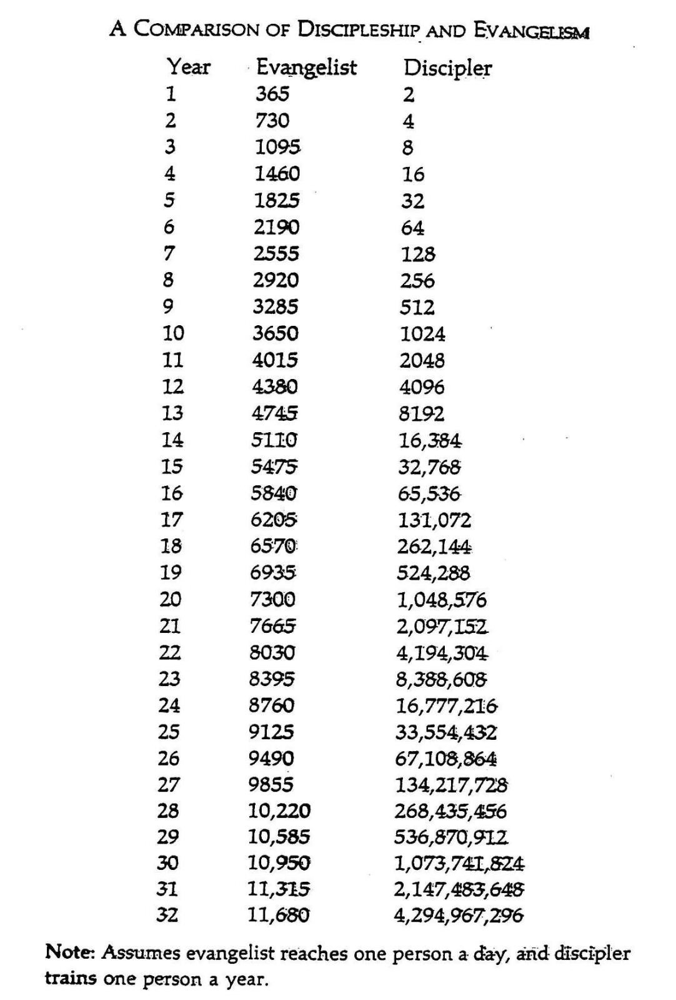 A Comparison of Discipleship and Evangelism
Year Evangelist Discipler
1 365 2
2 730 4
3 1095 8
4 1460 16
5 1825 32
6 2190 64
7 2555 128
8 2920 256
9 3285 512
10 3650 1024
11 4015 2048
12 4380 4096
13 4745 8192
14 5110 16,384
15 5475 32,768
16 5840 65,536
17 6205 131,072
18 6570 262,144
19 6935 524,288
20 7300 1,048,576
21 7665 2,097,152
22 8030 4,194,304
23 8395 8,388,608
24 8760 16,777,216
25 9125 33,554,432
26 9490 67,108,864
27 9855 134,217,728
28 10,220 268,435,456
29 10,585 536,870,912
30 10,950 1,073,741,824
31 11,315 2,147,483,648
32 11,680 4,294,967,296
Note: Assumes evangelist reaches one person a day, and discipler
trains one person a year.